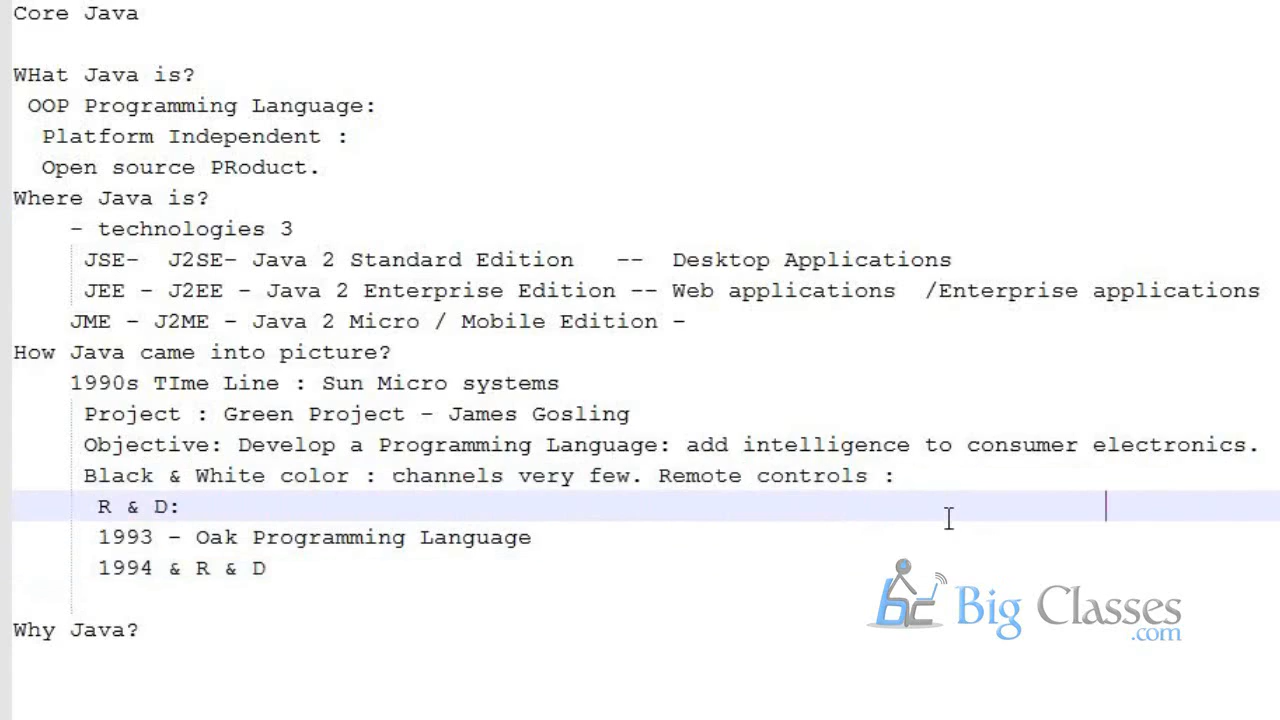 Core Java
WHat Java is?
OOP Programming Language:
Platform Independent :
Open source PRoduct.
Where Java is?
- technologies 3
JSE- J2SE- Java 2 Standard Edition -- Desktop Applications
JEE - J2EE - Java 2 Enterprise Edition -- Web applications /Enterprise applications
JME - J2ME - Java 2 Micro / Mobile Edition -
How Java came into picture?
1990s TIme Line : Sun Micro systems
Project : Green Project - James Gosling
Objective: Develop a Programming Language: add intelligence to consumer electronics.
Black & White color : channels very few. Remote controls :
R & D:
1993 - Oak Programming Language
1994 & R & D
Why Java?
bc Big Classes
.com